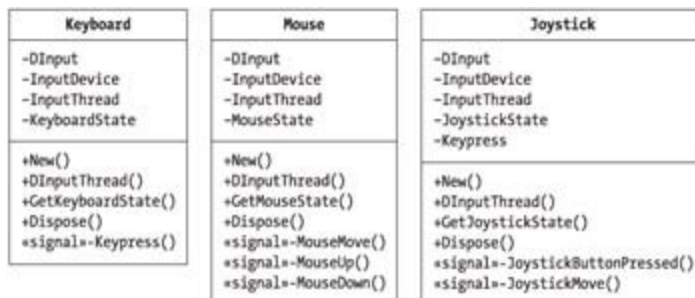 Keyboard
-DInput
-InputDevice
-InputThread
-KeyboardState
+New()
+DInputThread()
+GetKeyboardState()
+Dispose()
«signal»-Keypress()
Mouse
-DInput
-InputDevice
-InputThread
-MouseState
+New()
+DInputThread()
+GetMouseState()
+Dispose()
«signal»-MouseMove()
«signal»-MouseUp()
«signal»-MouseDown()
Joystick
-DInput
-InputDevice
-InputThread
-JoystickState
-Keypress
+New()
+DInputThread()
+GetJoystickState()
+Dispose()
«signal»-JoystickButtonPressed()
«signal»-JoystickMove()